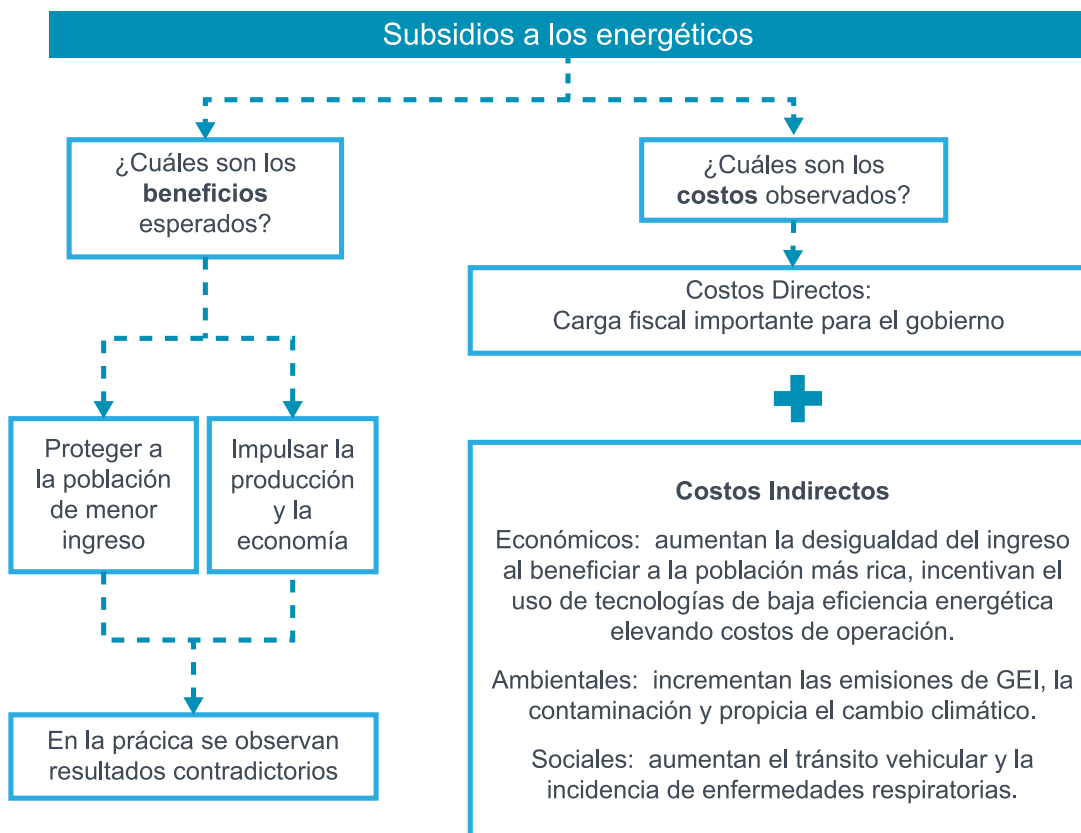 Subsidios a los energéticos
¿Cuáles son los
beneficios
esperados?
Proteger a
la población
de menor
ingreso
Impulsar la
producción
y la
economía
En la prácica se observan
resultados contradictorios
¿Cuáles son los
costos observados?
Costos Directos:
Carga fiscal importante para el gobierno
Costos Indirectos
Económicos: aumentan la desigualdad del ingreso
al beneficiar a la población más rica, incentivan el
uso de tecnologías de baja eficiencia energética
elevando costos de operación.
Ambientales: incrementan las emisiones de GEI, la
contaminación y propicia el cambio climático.
Sociales: aumentan el tránsito vehicular y la
incidencia de enfermedades respiratorias.